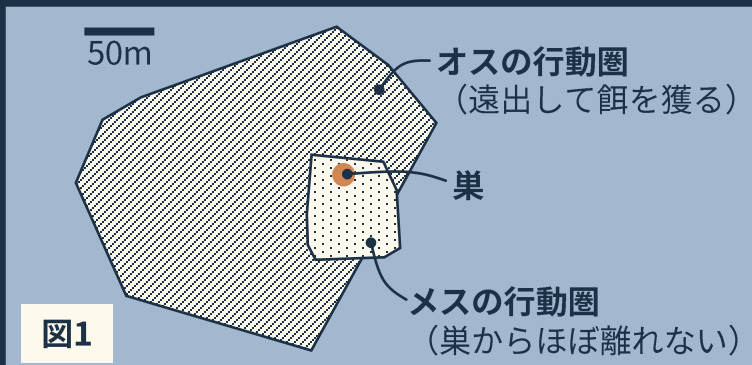 50m
オスの行動圏
（遠出して餌を獲る）
巣
メスの行動圏
（巣からほぼ離れない）
図1